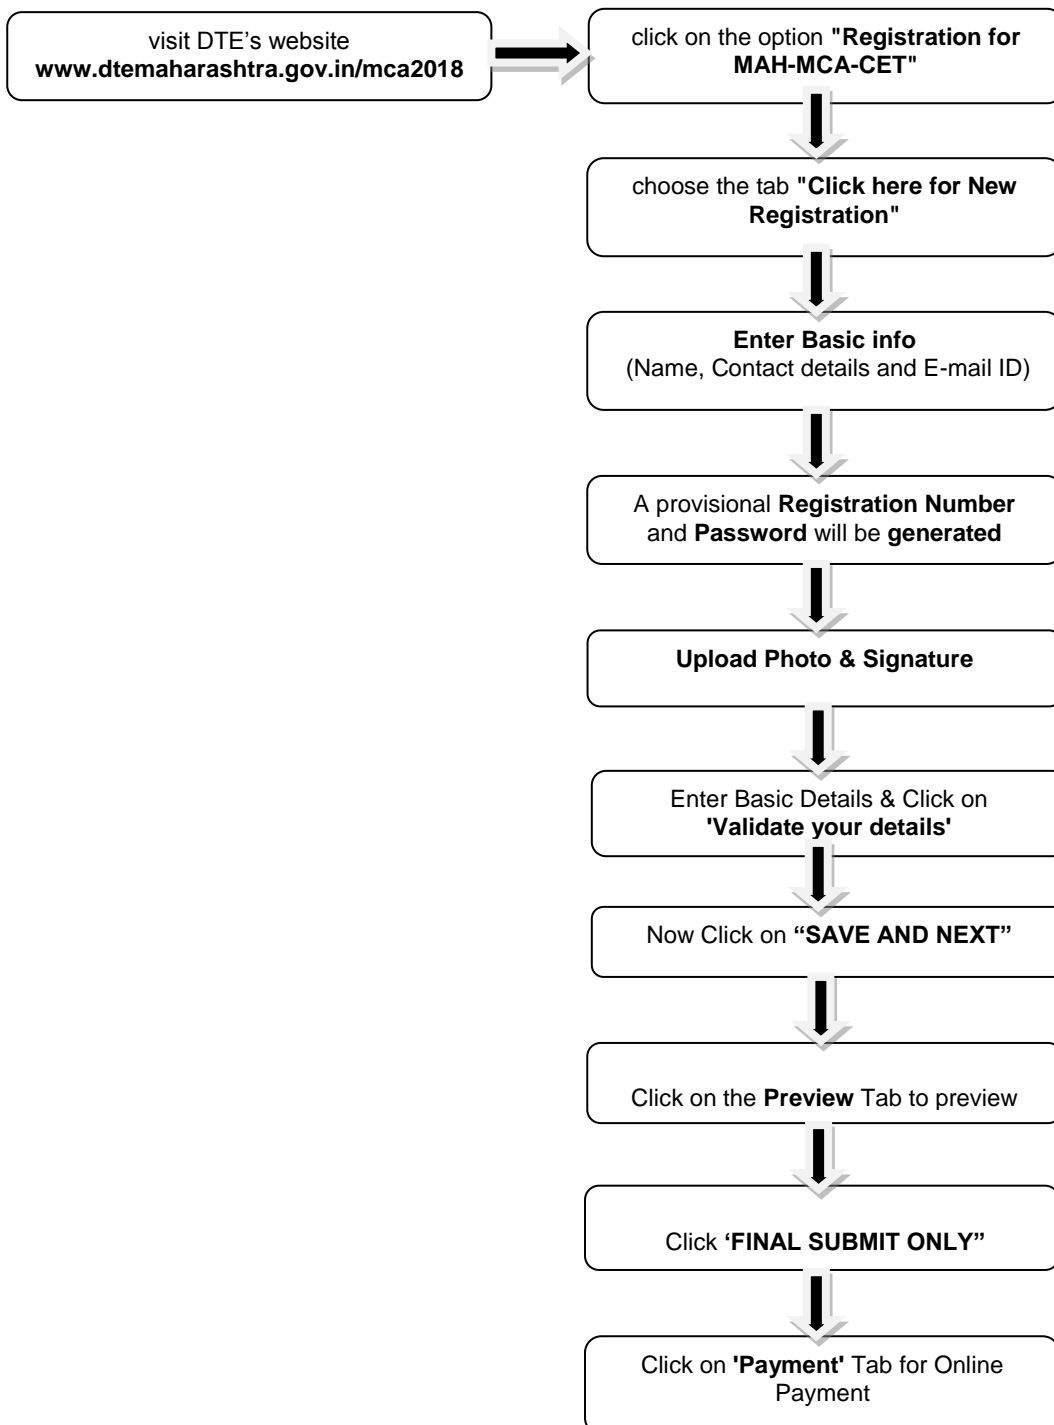 visit DTE’s website
www.dtemaharashtra.gov.in/mca2018
click on the option "Registration for
MAH-MCA-CET"
choose the tab "Click here for New
Registration"
Enter Basic info
(Name, Contact details and E-mail ID)
A provisional Registration Number
and Password will be generated
Upload Photo & Signature
Enter Basic Details & Click on
'Validate your details'
Now Click on “SAVE AND NEXT”
Click on the Preview Tab to preview
Click ‘FINAL SUBMIT ONLY”
Click on 'Payment' Tab for Online
Payment